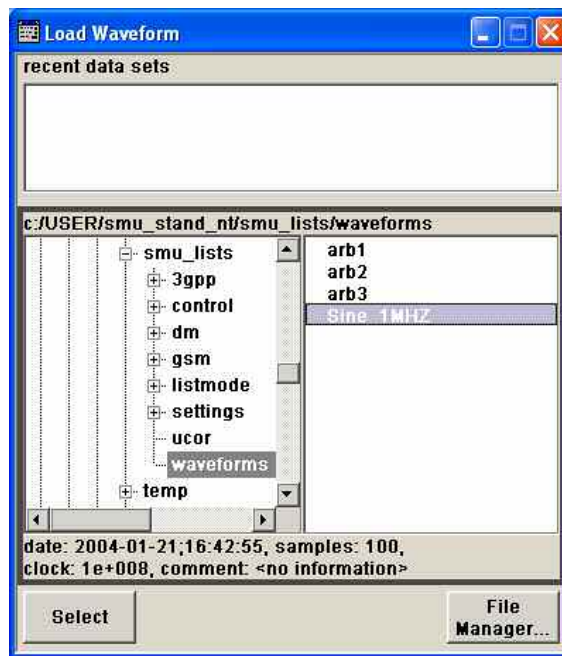 Load Waveform
recent data sets
c:/USER/smu_stand_nt/smu_lists/waveforms
smu_lists
3gpp
control
dm
gsm
listmode
settings
ucor
waveforms
temp
arb1
arb2
arb3
Sine_1MHZ
date: 2004-01-21;16:42:55, samples: 100,
clock: 1e+008, comment: <no information>
Select
File
Manager...